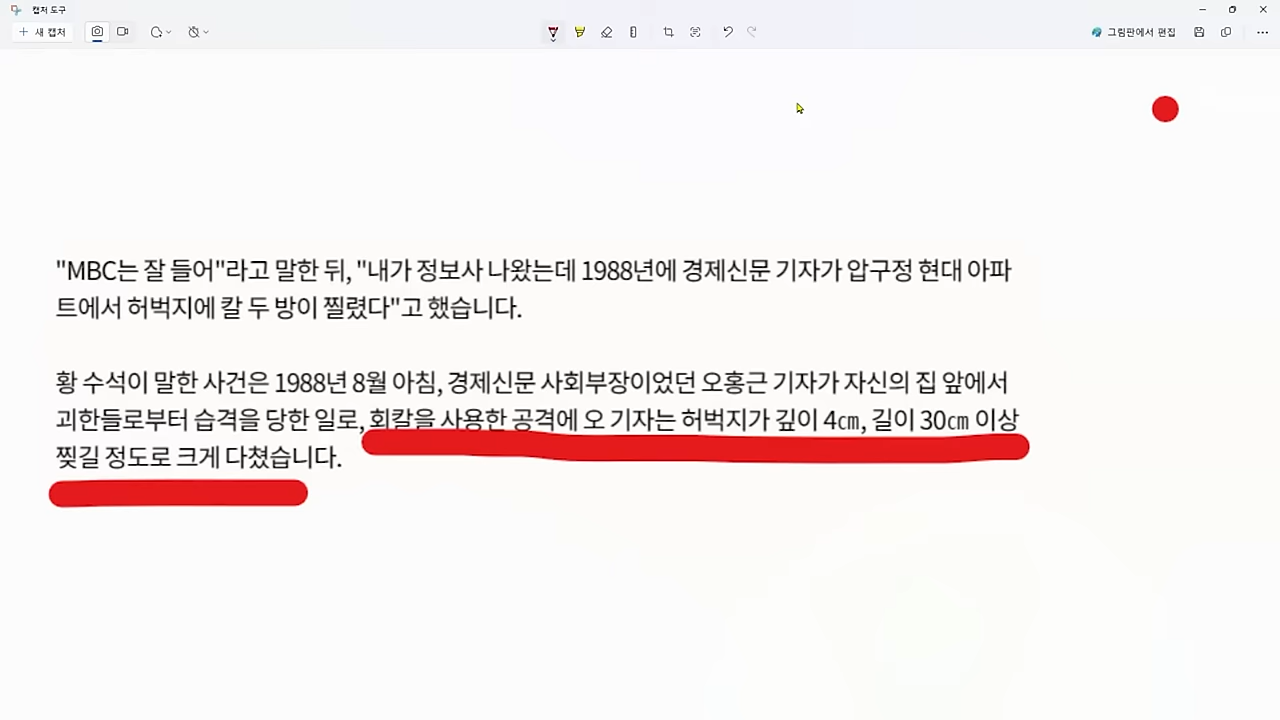 캡처 도구
새 캡처
그림판에서 편집
"MBC는 잘 들어"라고 말한 뒤, "내가 정보사 나왔는데 1988년에 경제신문 기자가 압구정 현대 아파
트에서 허벅지에 칼 두 방이 찔렸다"고 했습니다.
황 수석이 말한 사건은 1988년 8월 아침, 경제신문 사회부장이었던 오홍근 기자가 자신의 집 앞에서
괴한들로부터 습격을 당한 일로, 회칼을 사용한 공격에 오 기자는 허벅지가 깊이 4㎝, 길이 30㎝ 이상
찢길 정도로 크게 다쳤습니다.